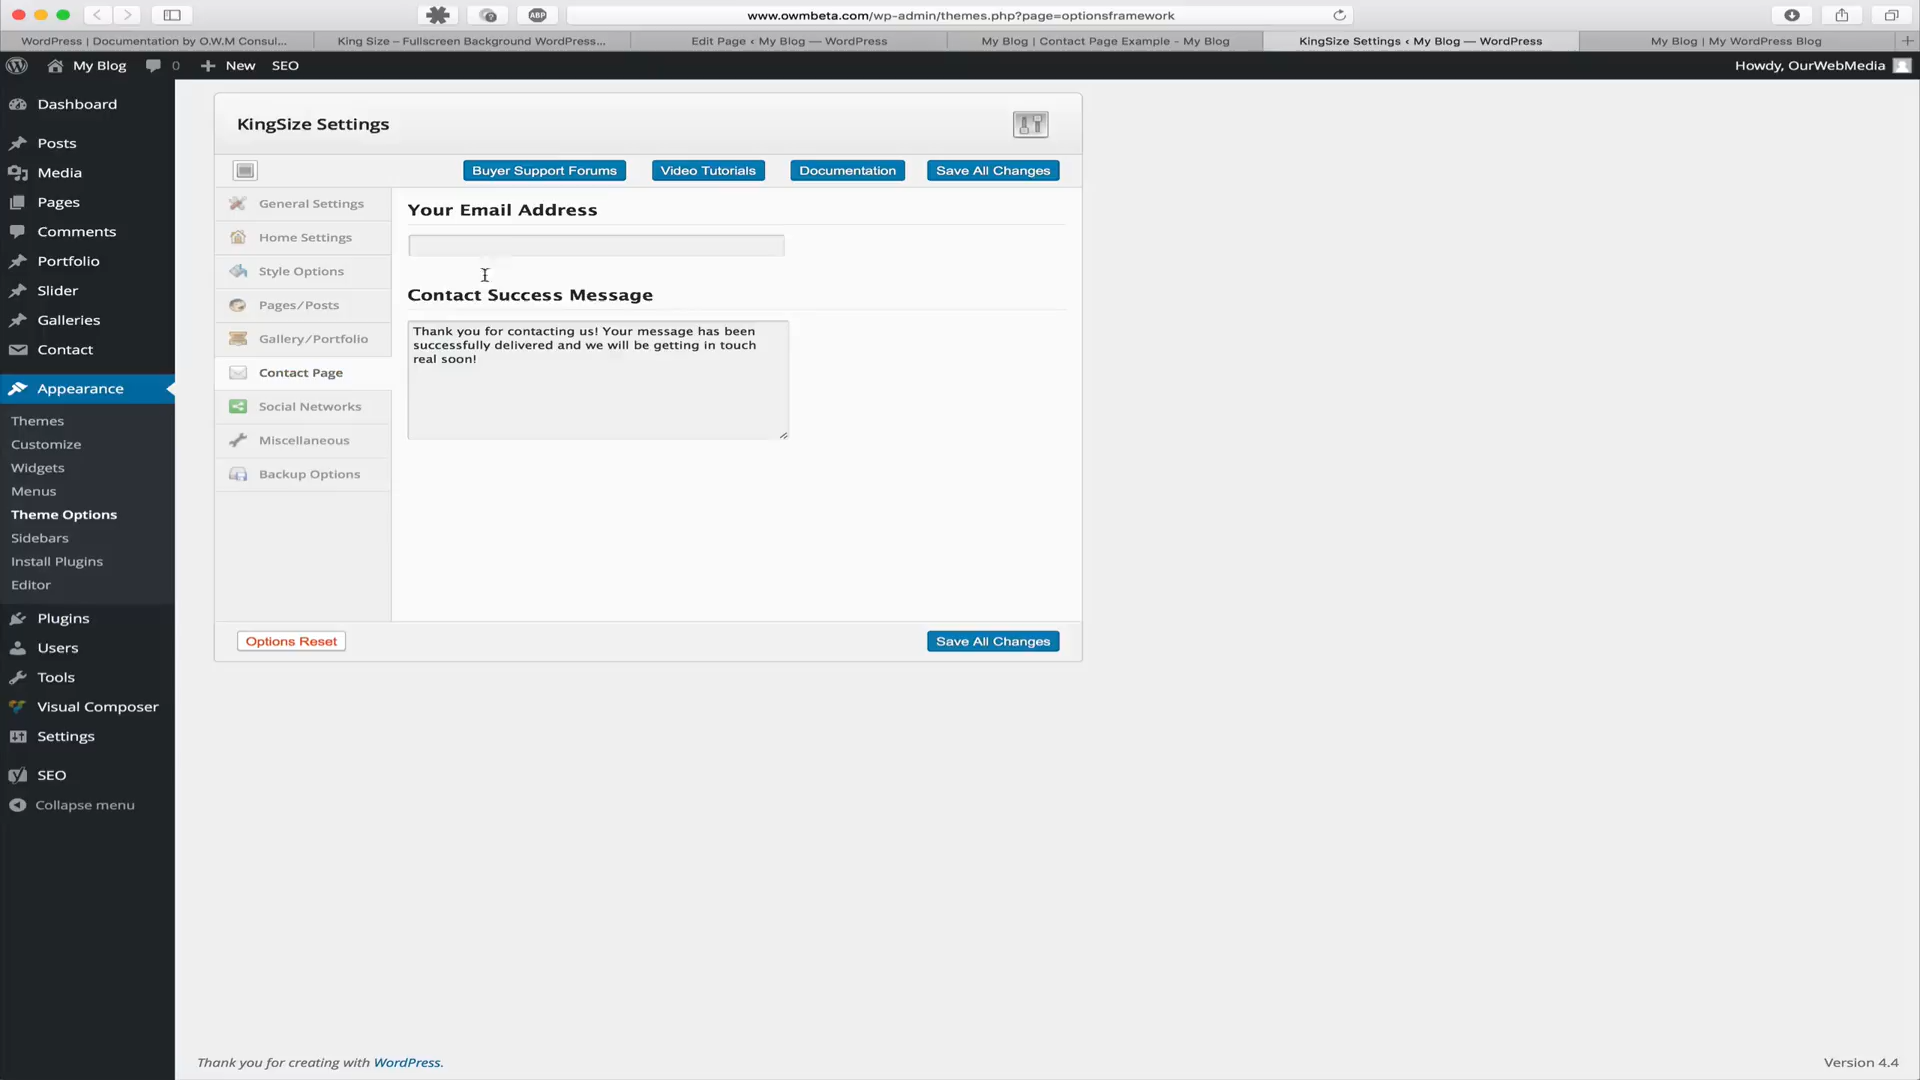 www.owmbeta.com/wp-admin/themes.php?page=optionsframework
ABP
WordPress | Documentation by O.W.M Consul...
King Size – Fullscreen Background WordPress...
Edit Page ‹ My Blog — WordPress
My Blog | Contact Page Example - My Blog
KingSize Settings ‹ My Blog — WordPress
My Blog | My WordPress Blog
My Blog
0
New
SEO
Howdy, OurWebMedia
Dashboard
Posts
Media
Pages
Comments
Portfolio
Slider
Galleries
Contact
Appearance
Themes
Customize
Widgets
Menus
Theme Options
Sidebars
Install Plugins
Editor
Plugins
Users
Tools
Visual Composer
Settings
SEO
Collapse menu
KingSize Settings
Buyer Support Forums
Video Tutorials
Documentation
Save All Changes
General Settings
Home Settings
Style Options
Pages/Posts
Gallery/Portfolio
Contact Page
Social Networks
Miscellaneous
Backup Options
Your Email Address
Contact Success Message
Thank you for contacting us! Your message has been
successfully delivered and we will be getting in touch
real soon!
Options Reset
Save All Changes
Thank you for creating with WordPress.
Version 4.4